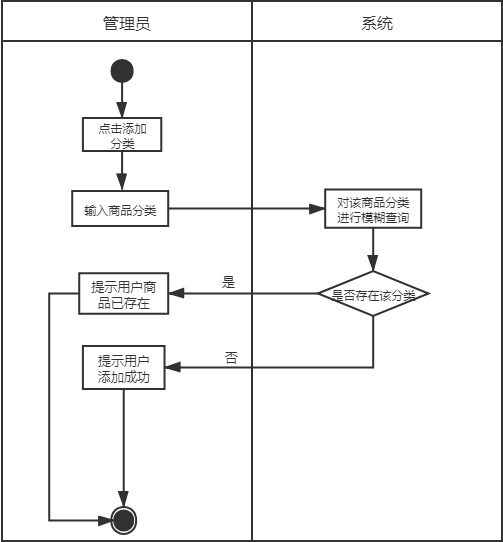 管理员
系统
点击添加
分类
输入商品分类
对该商品分类
进行模糊查询
是否存在该分类
是
提示用户商
品已存在
否
提示用户
添加成功